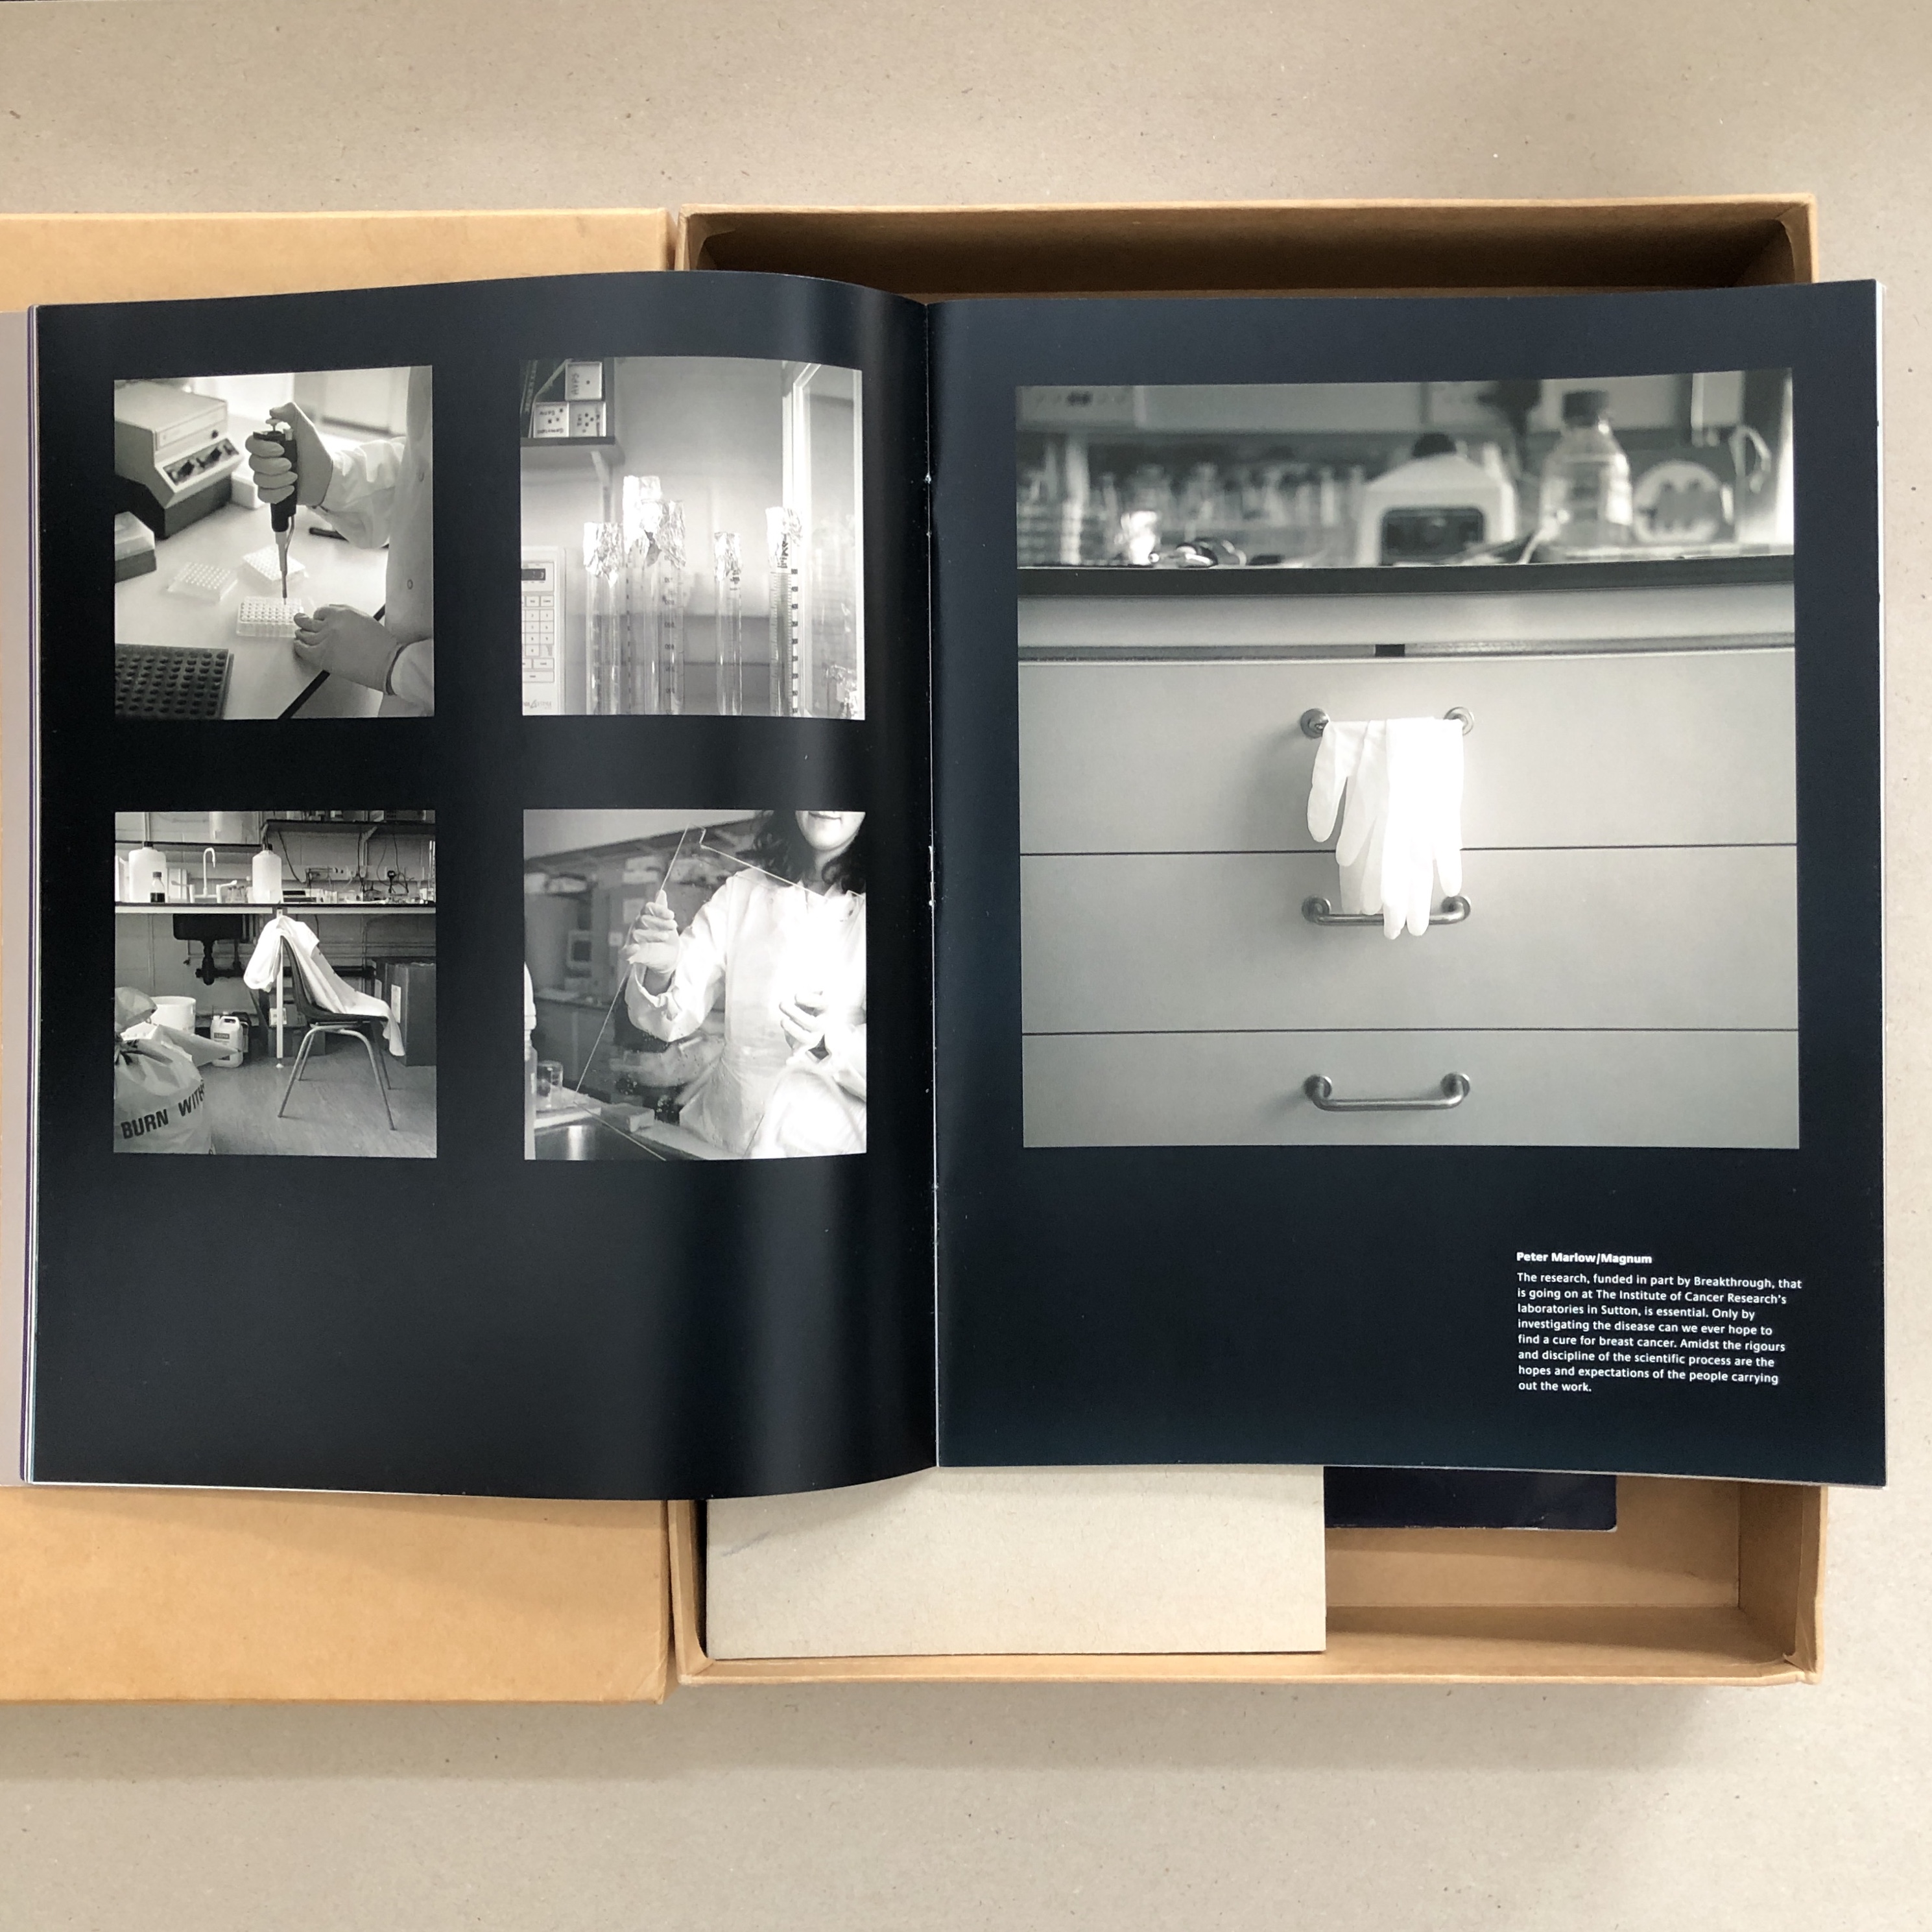 BURN WITH
Peter Marlow/Magnum
The research, funded in part by Breakthrough, that
is going on at The Institute of Cancer Research's
laboratories in Sutton, is essential. Only by
investigating the disease can we ever hope to
find a cure for breast cancer. Amidst the rigours
and discipline of the scientific process are the
hopes and expectations of the people carrying
out the work.